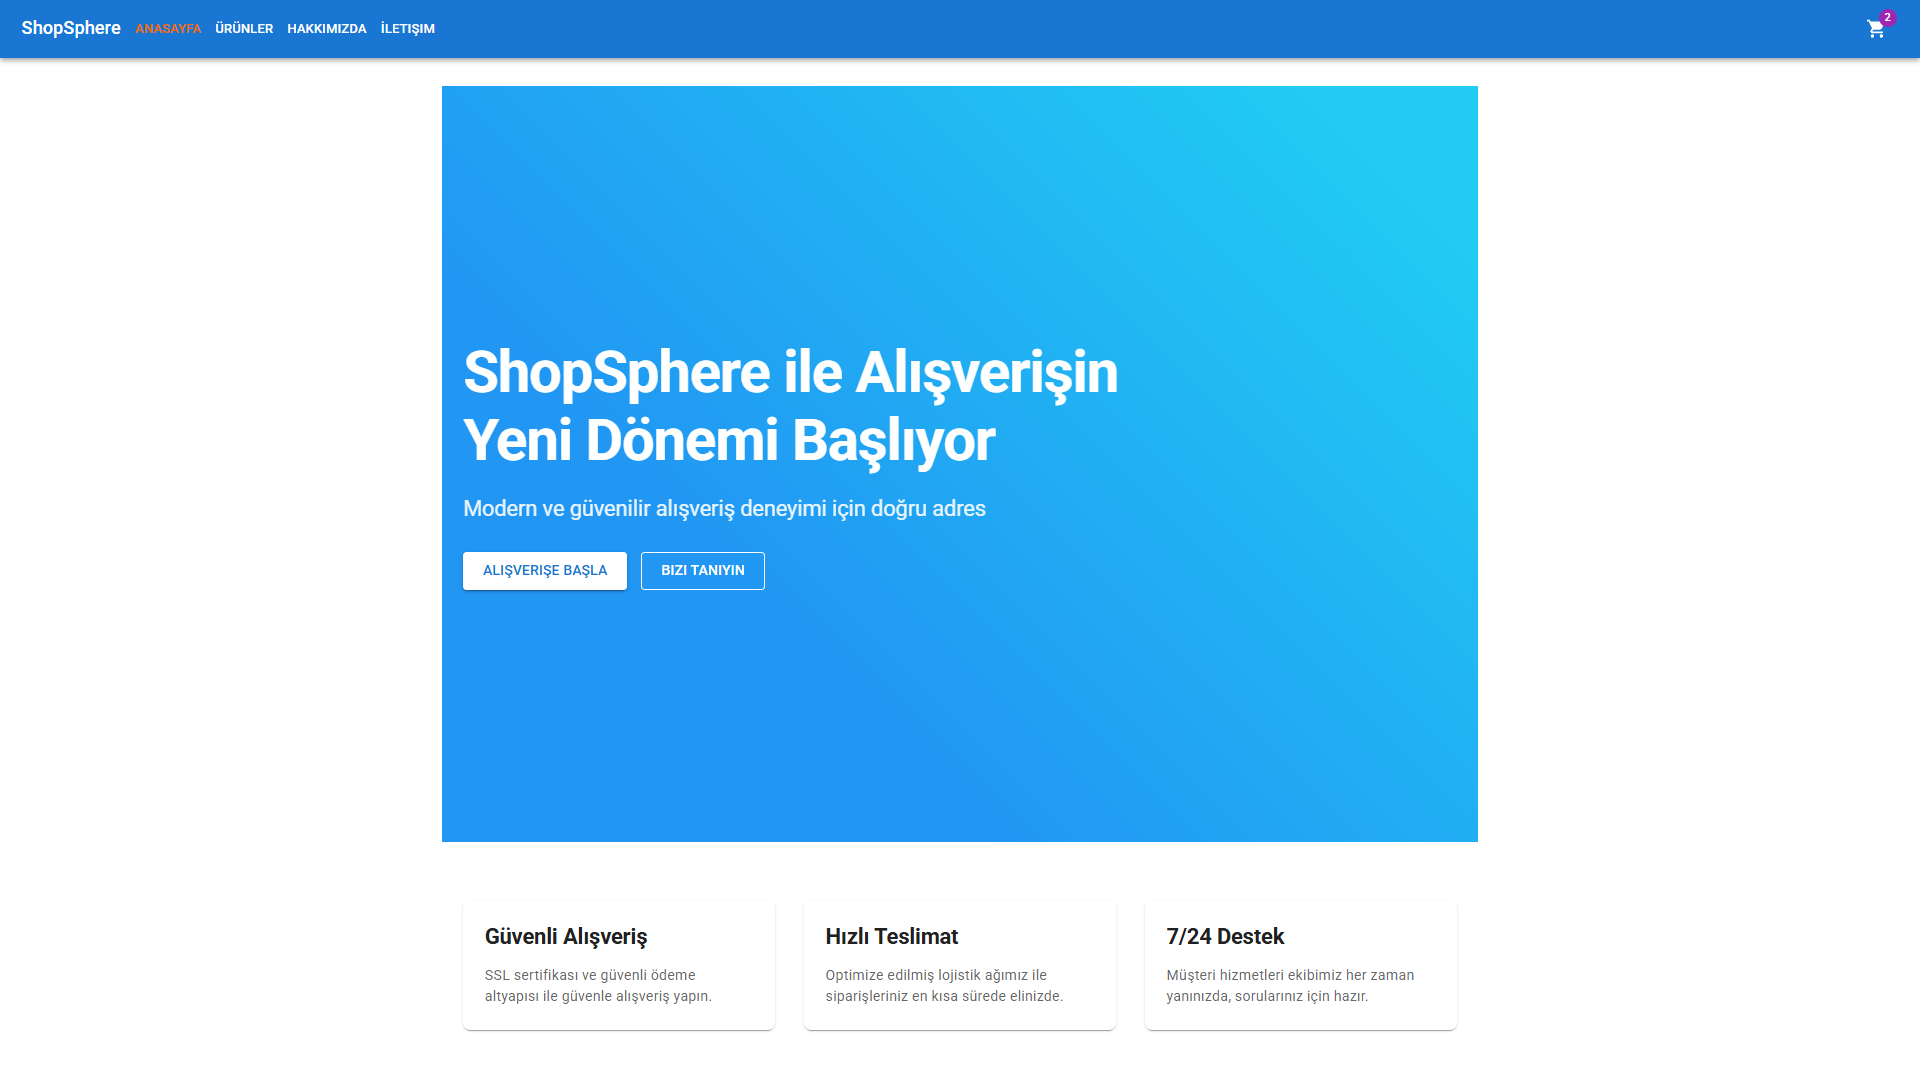 ShopSphere
ANASAYFA
ÜRÜNLER
HAKKIMIZDA
İLETIŞIM
2
ShopSphere ile Alışverişin
Yeni Dönemi Başlıyor
Modern ve güvenilir alışveriş deneyimi için doğru adres
ALIŞVERIŞE BAŞLA
BIZI TANIYIN
Güvenli Alışveriş
SSL sertifikası ve güvenli ödeme
altyapısı ile güvenle alışveriş yapın.
Hızlı Teslimat
Optimize edilmiş lojistik ağımız ile
siparişleriniz en kısa sürede elinizde.
7/24 Destek
Müşteri hizmetleri ekibimiz her zaman
yanınızda, sorularınız için hazır.